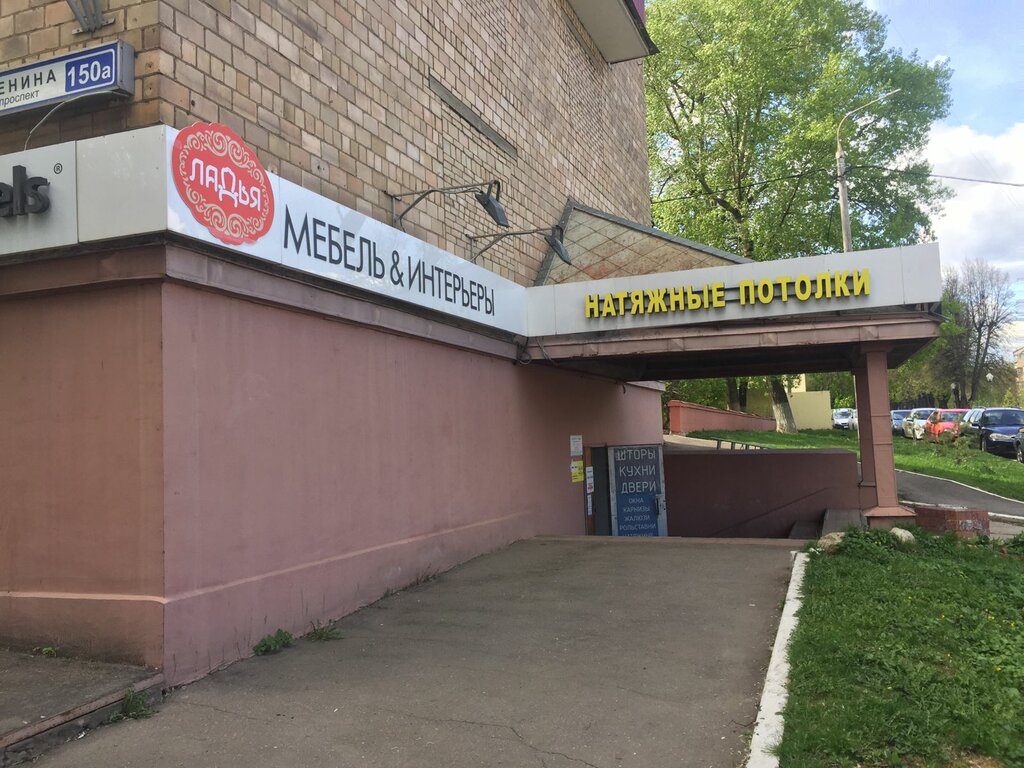 ЕНИНА 150а
проспект
els®
ЛАДЬЯ
МЕБЕЛЬ & ИНТЕРЬЕРЫ
НАТЯЖНЫЕ ПОТОЛКИ
ШТОРЫ
КУХНИ
ДВЕРИ
ОКНА
КАРНИЗЫ
ЖАЛЮЗИ
РОЛЬСТАВНИ